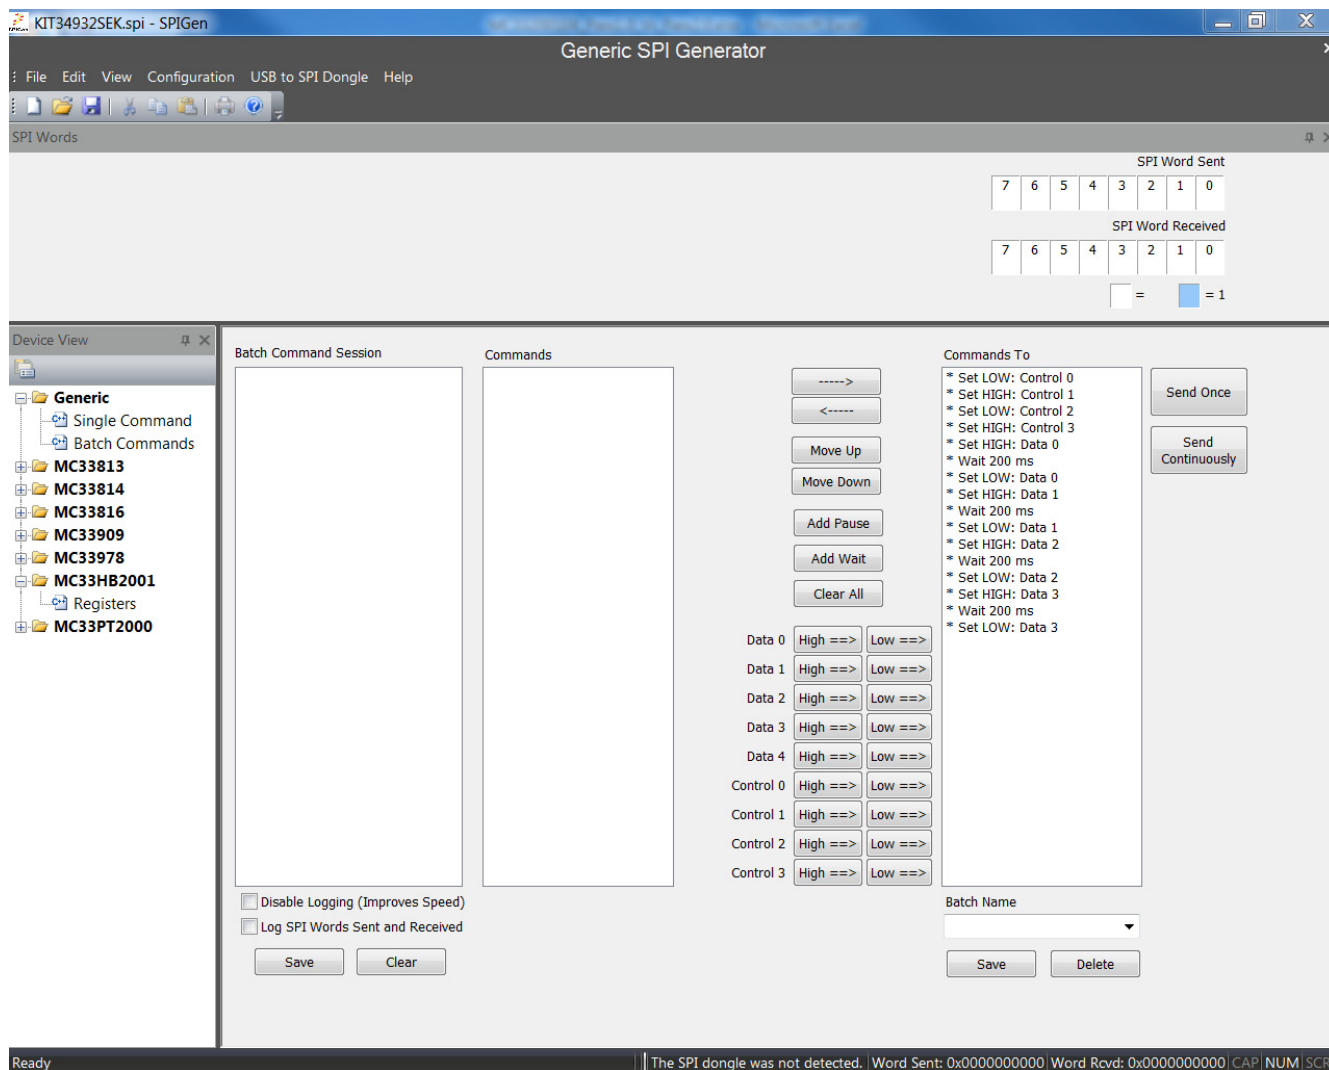 KIT34932SEK.spi - SPIGen
Generic SPI Generator
File Edit View Configuration USB to SPI Dongle Help
SPI Words
SPI Word Sent
7 6 5 4 3 2 1 0
SPI Word Received
7 6 5 4 3 2 1 0
= = 1
Device View
Generic
Single Command
Batch Commands
MC33813
MC33814
MC33816
MC33909
MC33978
MC33HB2001
Registers
MC33PT2000
Batch Command Session
Disable Logging (Improves Speed)
Log SPI Words Sent and Received
Save Clear
Commands
----->
<-----
Move Up
Move Down
Add Pause
Add Wait
Clear All
Data 0 High ==> Low ==>
Data 1 High ==> Low ==>
Data 2 High ==> Low ==>
Data 3 High ==> Low ==>
Data 4 High ==> Low ==>
Control 0 High ==> Low ==>
Control 1 High ==> Low ==>
Control 2 High ==> Low ==>
Control 3 High ==> Low ==>
Commands To
* Set LOW: Control 0
* Set HIGH: Control 1
* Set LOW: Control 2
* Set HIGH: Control 3
* Set HIGH: Data 0
* Wait 200 ms
* Set LOW: Data 0
* Set HIGH: Data 1
* Wait 200 ms
* Set LOW: Data 1
* Set HIGH: Data 2
* Wait 200 ms
* Set LOW: Data 2
* Set HIGH: Data 3
* Wait 200 ms
* Set LOW: Data 3
Batch Name
Save Delete
Send Once
Send
Continuously
Ready
The SPI dongle was not detected. Word Sent: 0x0000000000 Word Rcvd: 0x0000000000 CAP NUM SCR